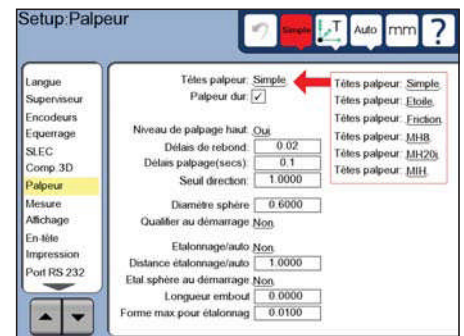 Setup:Palpeur
Simple
T
Auto
mm
?
Langue
Superviseur
Encodeurs
Equerrage
SLEC
Comp.3D
Palpeur
Mesure
Affichage
En-tête
Impression
Port RS 232
Têtes palpeur: Simple
Palpeur dur: ✓
Niveau de palpage haut: Oui
Délais de rebond: 0.02
Délais palpage(secs): 0.1
Seuil direction: 1.0000
Diamètre sphère 0.6000
Qualifier au démarrage Non
Etalonnage/auto Non
Distance étalonnage/auto 1.0000
Etal.sphère au démarrage Non
Longueur embout 0.0000
Forme max pour étalonnag 0.0100
Têtes palpeur: Simple
Têtes palpeur: Etoile
Têtes palpeur: Friction
Têtes palpeur: MH8
Têtes palpeur: MH20i
Têtes palpeur: MIH